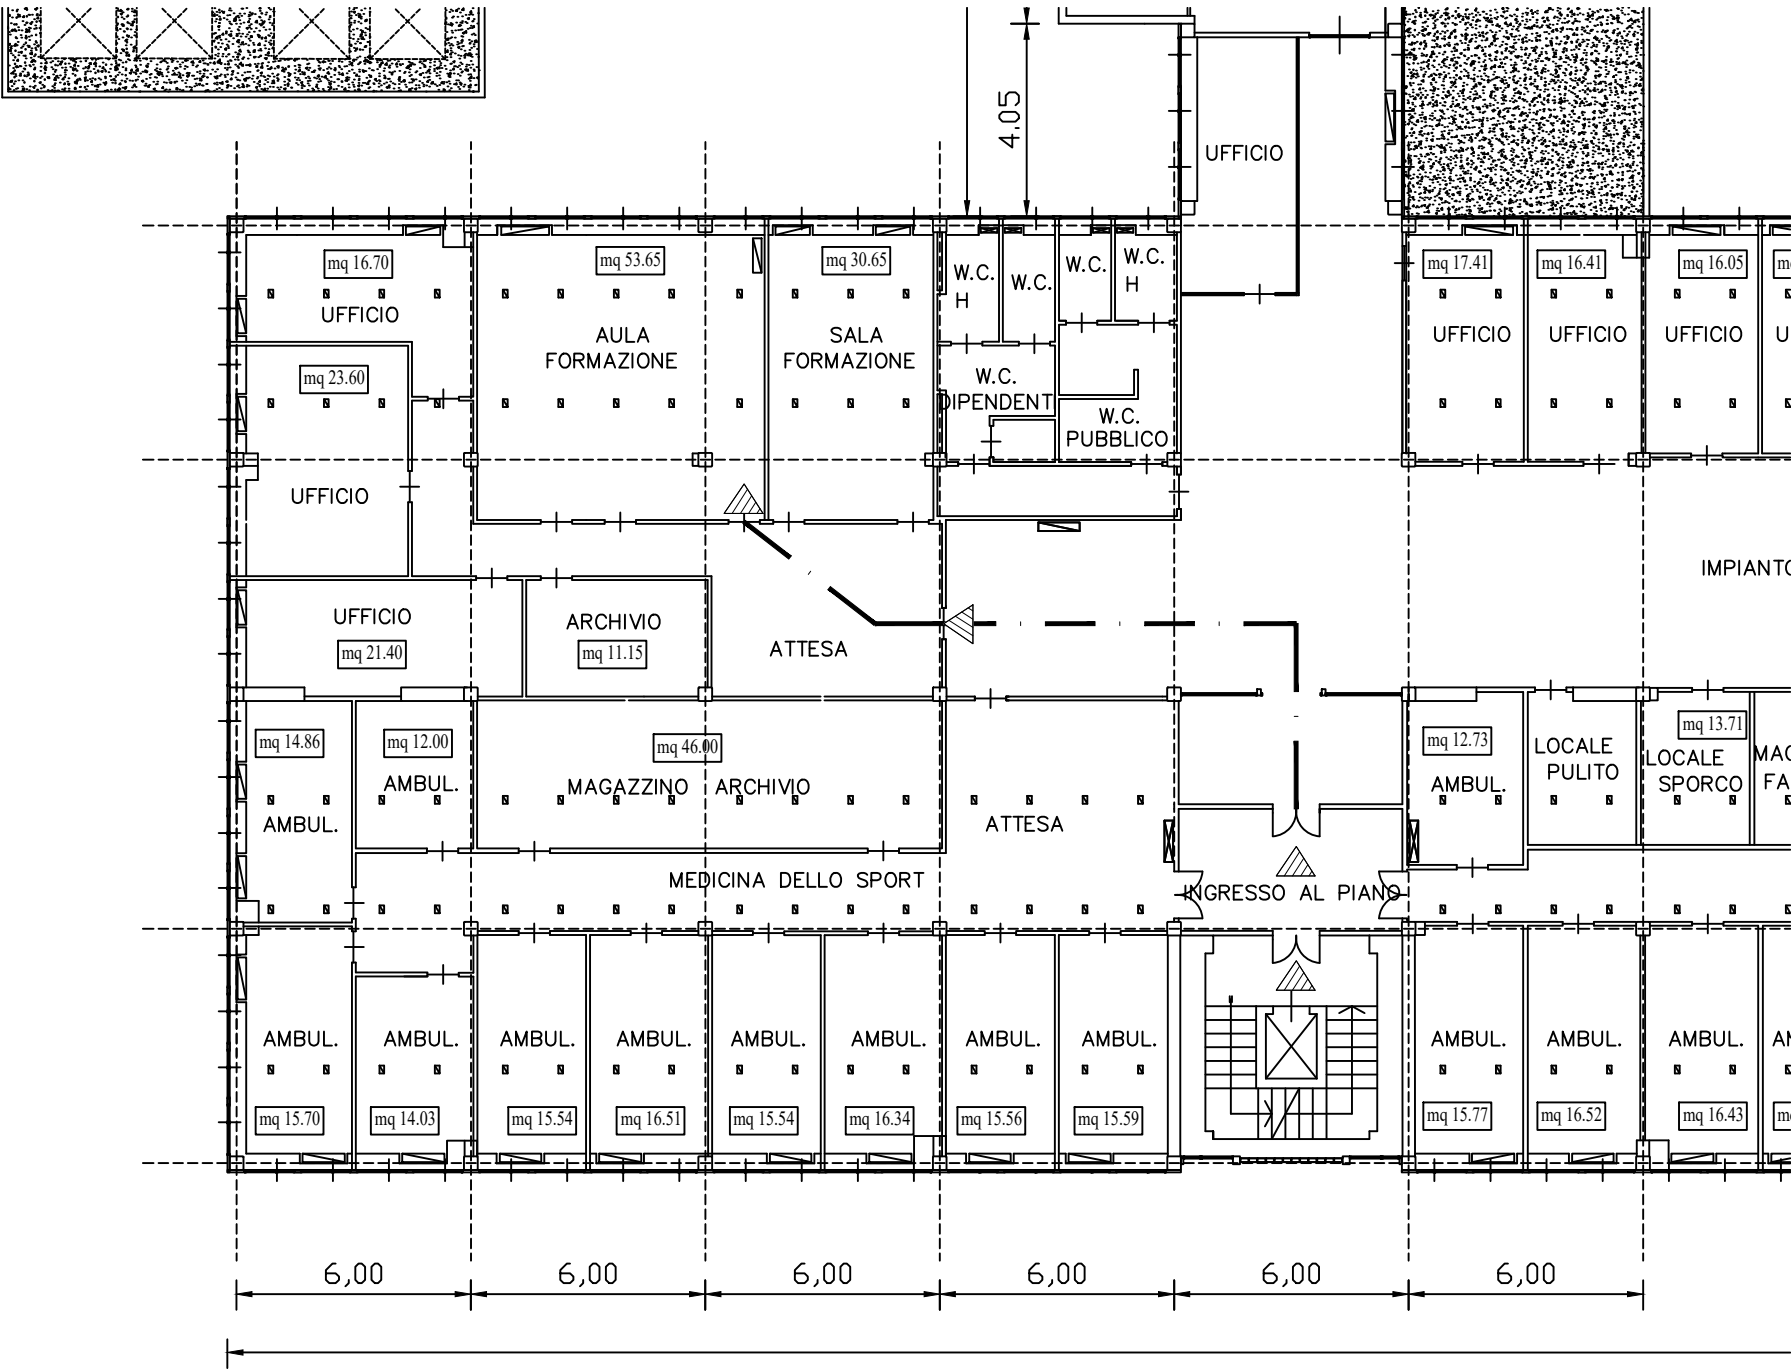 4.05
UFFICIO
mq 16.70
UFFICIO
mq 53.65
AULA
FORMAZIONE
mq 30.65
SALA
FORMAZIONE
W.C.
H
W.C.
W.C.
W.C.
H
W.C.
DIPENDENT
W.C.
PUBBLICO
mq 17.41
UFFICIO
mq 16.41
UFFICIO
mq 16.05
UFFICIO
mq 23.60
UFFICIO
UFFICIO
mq 21.40
ARCHIVIO
mq 11.15
ATTESA
IMPIANTO
mq 14.86
AMBUL.
mq 12.00
AMBUL.
mq 46.00
MAGAZZINO ARCHIVIO
ATTESA
MEDICINA DELLO SPORT
INGRESSO AL PIANO
mq 12.73
AMBUL.
LOCALE
PULITO
mq 13.71
LOCALE
SPORCO
MAG
FA
AMBUL.
mq 15.70
AMBUL.
mq 14.03
AMBUL.
mq 15.54
AMBUL.
mq 16.51
AMBUL.
mq 15.54
AMBUL.
mq 16.34
AMBUL.
mq 15.56
AMBUL.
mq 15.59
AMBUL.
mq 15.77
AMBUL.
mq 16.52
AMBUL.
mq 16.43
6,00
6,00
6,00
6,00
6,00
6,00